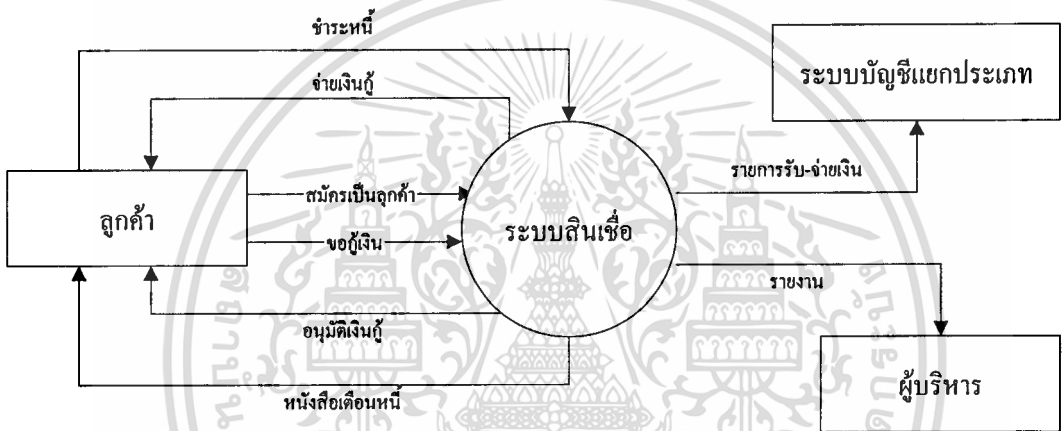 ชำระหนี้
ระบบบัญชีแยกประเภท
จ่ายเงินกู้
รายการรับ-จ่ายเงิน
สมัครเป็นลูกค้า
ลูกค้า
ระบบสินเชื่อ
ขอกู้เงิน
รายงาน
อนุมัติเงินกู้
ผู้บริหาร
หนังสือเตือนหนี้